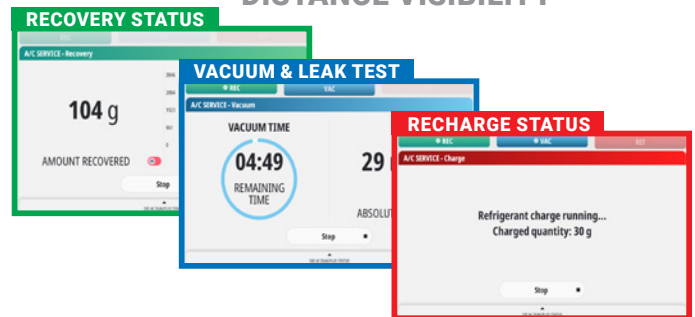 DISTANCE VISIBILITY
RECOVERY STATUS
REC
A/C SERVICE - Recovery
104 g
AMOUNT RECOVERED
Stop
VACUUM & LEAK TEST
REC
VAC
A/C SERVICE - Vacuum
VACUUM TIME
04:49
REMAINING
TIME
29
Stop
RECHARGE STATUS
REC
VAC
A/C SERVICE - Charge
Refrigerant charge running...
Charged quantity: 30 g
Stop